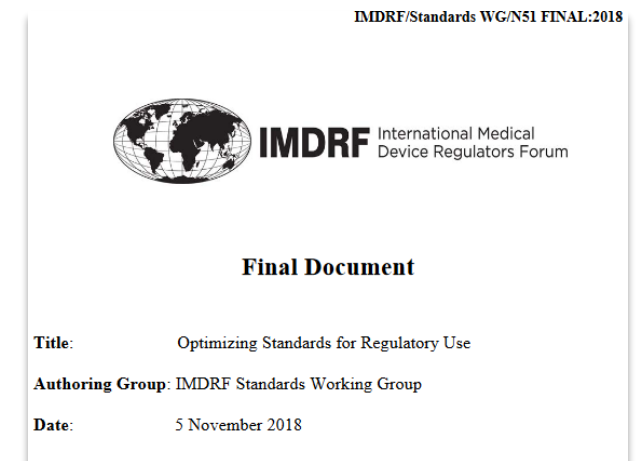 IMDRF/Standards WG/N51 FINAL:2018
IMDRF International Medical
Device Regulators Forum
Final Document
Title: Optimizing Standards for Regulatory Use
Authoring Group: IMDRF Standards Working Group
Date: 5 November 2018